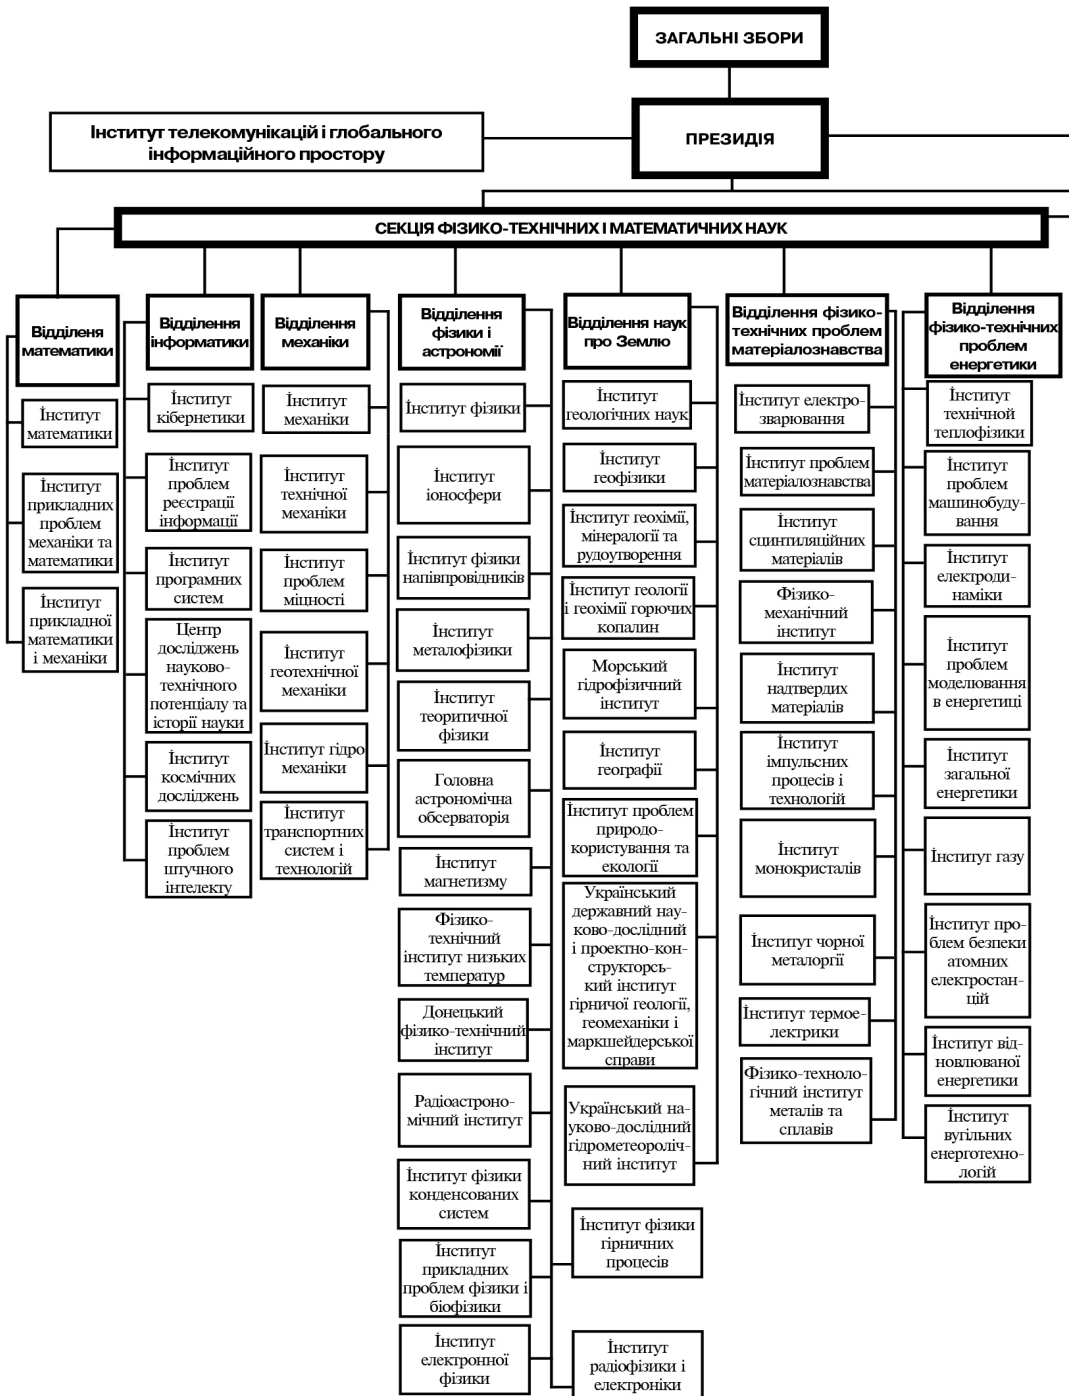 ЗАГАЛЬНІ ЗБОРИ
Інститут телекомунікацій і глобального
інформаційного простору
ПРЕЗИДІЯ
СЕКЦІЯ ФІЗИКО-ТЕХНІЧНИХ І МАТЕМАТИЧНИХ НАУК
Відділеня
математики
Інститут
математики
Інститут
прикладних
проблем
механіки та
математики
Інститут
прикладної
математики
і механіки
Відділення
інформатики
Інститут
кібернетики
Інститут
проблем
реєстрації
інформації
Інститут
програмних
систем
Центр
досліджень
науково-
технічного
потенціалу та
історії науки
Інститут
космічних
досліджень
Інститут
проблем
штучного
інтелекту
Відділення
механіки
Інститут
механіки
Інститут
технічної
механіки
Інститут
проблем
міцності
Інститут
геотехнічної
механіки
Інститут гідро
механіки
Інститут
транспортних
систем і
технологій
Відділення
фізики і
астрономії
Інститут фізики
Інститут
іоносфери
Інститут фізики
напівпровідників
Інститут
металофізики
Інститут
теоритичної
фізики
Головна
астрономічна
обсерваторія
Інститут
магнетизму
Фізико-
технічний
інститут низьких
температур
Донецький
фізико-технічний
інститут
Радіоастроно-
мічний інститут
Інститут фізики
конденсованих
систем
Інститут
прикладних
проблем фізики і
біофізики
Інститут
електронної
фізики
Відділення наук
про Землю
Інститут
геологічних наук
Інститут
геофізики
Інститут геохімії,
мінералогії та
рудоутворення
Інститут геології
і геохімії горючих
копалин
Морський
гідрофізичний
інститут
Інститут
географії
Інститут проблем
природо-
користування та
екології
Український
державний нау-
ково-дослідний
і проектно-кон-
структорсь-
кий інститут
гірничої геології,
геомеханіки і
маркшейдерської
справи
Український на-
уково-дослідний
гідрометеороліч-
ний інститут
Інститут фізики
гірничних
процесів
Інститут
радіофізики і
електроніки
Відділення фізико-
технічних проблем
матеріалознавства
Інститут електро-
зварювання
Інститут проблем
матеріалознавства
Інститут
сцинтиляційних
матеріалів
Фізико-
механічний
інститут
Інститут
надтвердих
матеріалів
Інститут
імпульсних
процесів і
технологій
Інститут
монокристалів
Інститут чорної
металоргії
Інститут термое-
лектрики
Фізико-техноло-
гічний інститут
металів та
сплавів
Відділення
фізико-технічних
проблем
енергетики
Інститут
технічной
теплофізики
Інститут
проблем
машинобуду-
вання
Інститут
електроди-
наміки
Інститут
проблем
моделювання
в енергетиці
Інститут
загальної
енергетики
Інститут газу
Інститут про-
блем безпеки
атомних
електростан-
цій
Інститут від-
новлюваної
енергетики
Інститут
вугільних
енерготехно-
логій